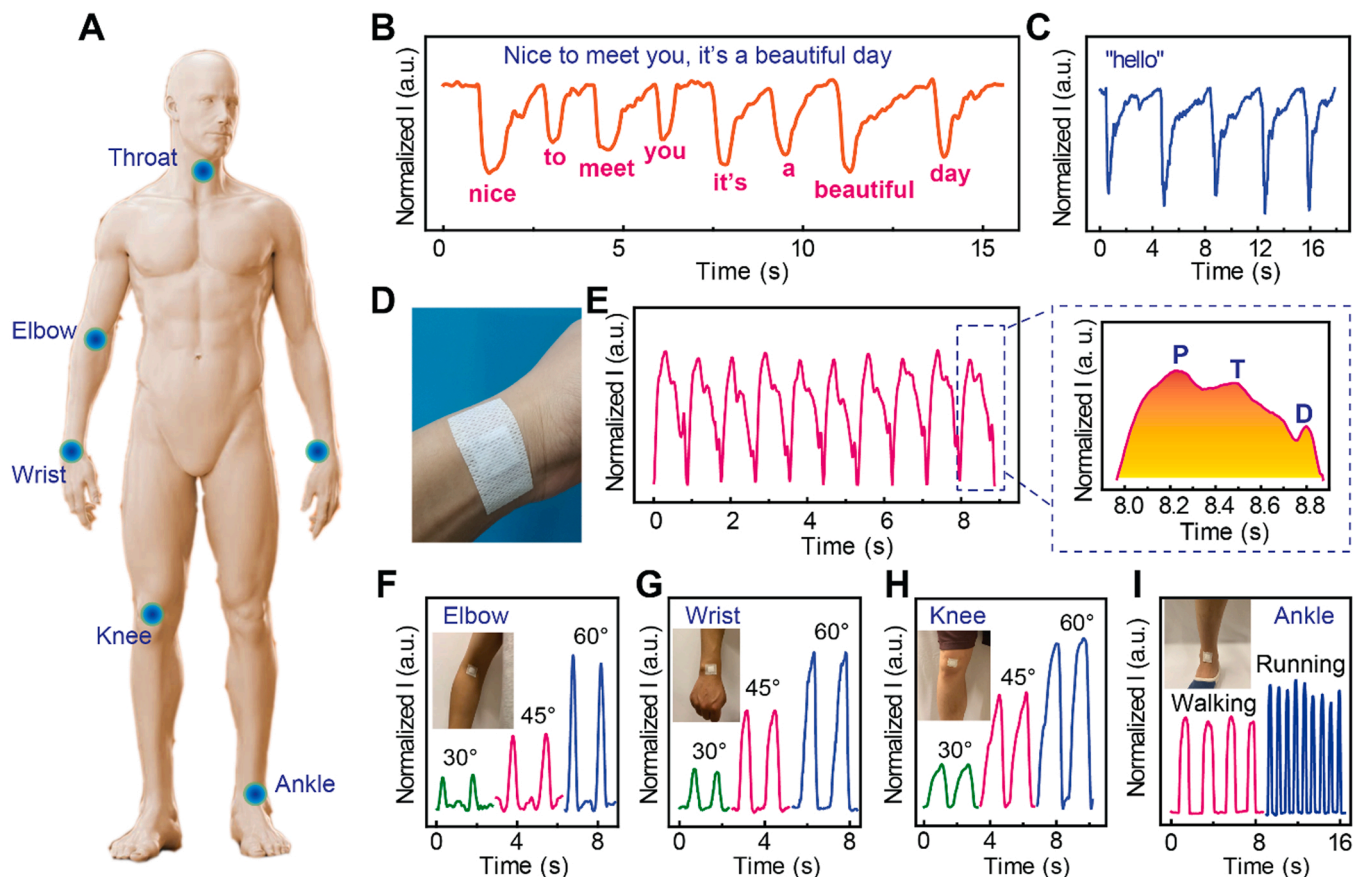 A
Throat
Elbow
Wrist
Knee
Ankle
B
Nice to meet you, it's a beautiful day
Normalized I (a.u.)
nice
to
meet
you
it's
a
beautiful
day
0 5 10 15
Time (s)
C
"hello"
Normalized I (a.u.)
0 4 8 12 16
Time (s)
D
E
Normalized I (a.u.)
0 2 4 6 8
Time (s)
Normalized I (a. u.)
P
T
D
8.0 8.2 8.4 8.6 8.8
Time (s)
F
Elbow
Normalized I (a.u.)
30°
45°
60°
0 4 8
Time (s)
G
Wrist
Normalized I (a.u.)
30°
45°
60°
0 4 8
Time (s)
H
Knee
Normalized I (a.u.)
30°
45°
60°
0 4 8
Time (s)
I
Ankle
Normalized I (a.u.)
Walking
Running
0 4 8 12 16
Time (s)